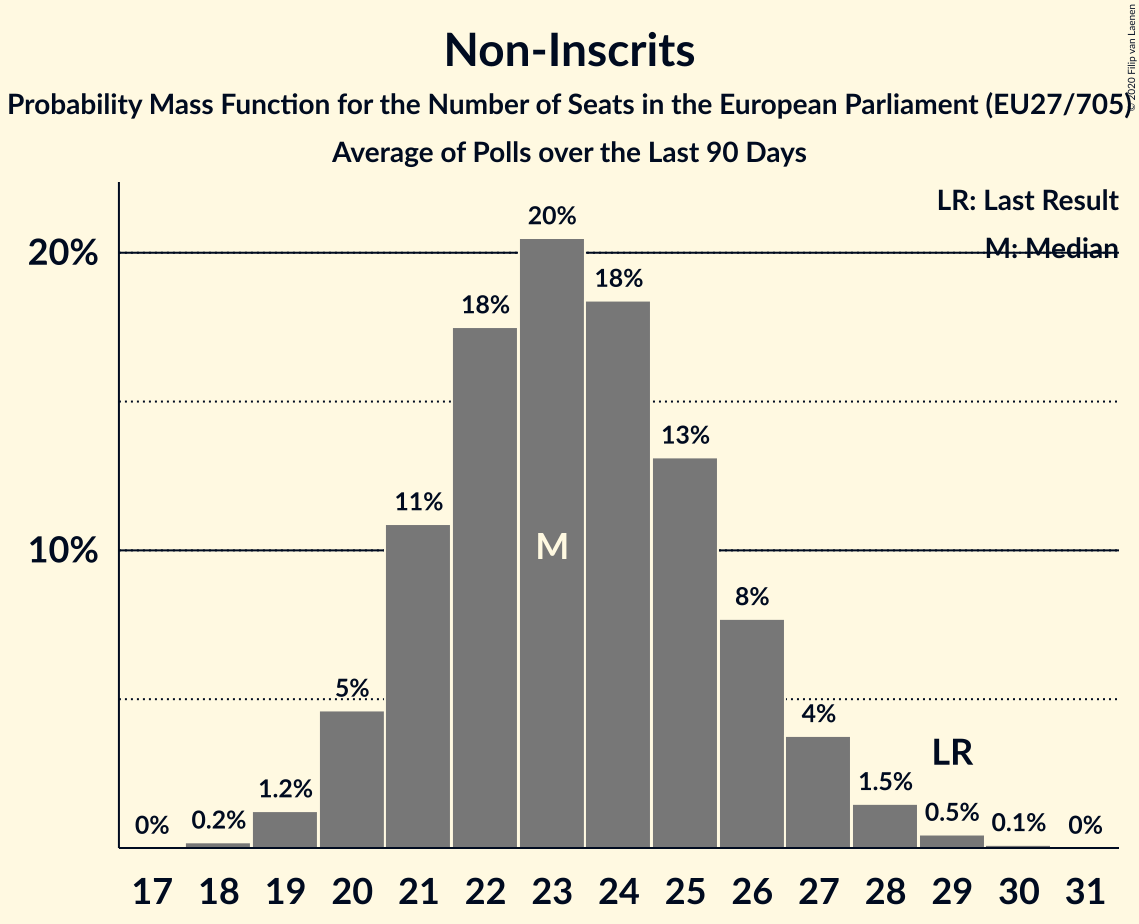 Non-Inscrits
Probability Mass Function for the Number of Seats in the European Parliament (EU27/705)
Average of Polls over the Last 90 Days
© 2020 Filip van Laenen
LR: Last Result
M: Median
20%
10%
0%
0.2%
1.2%
5%
11%
18%
20%
18%
13%
8%
4%
1.5%
0.5%
0.1%
0%
M
LR
17 18 19 20 21 22 23 24 25 26 27 28 29 30 31